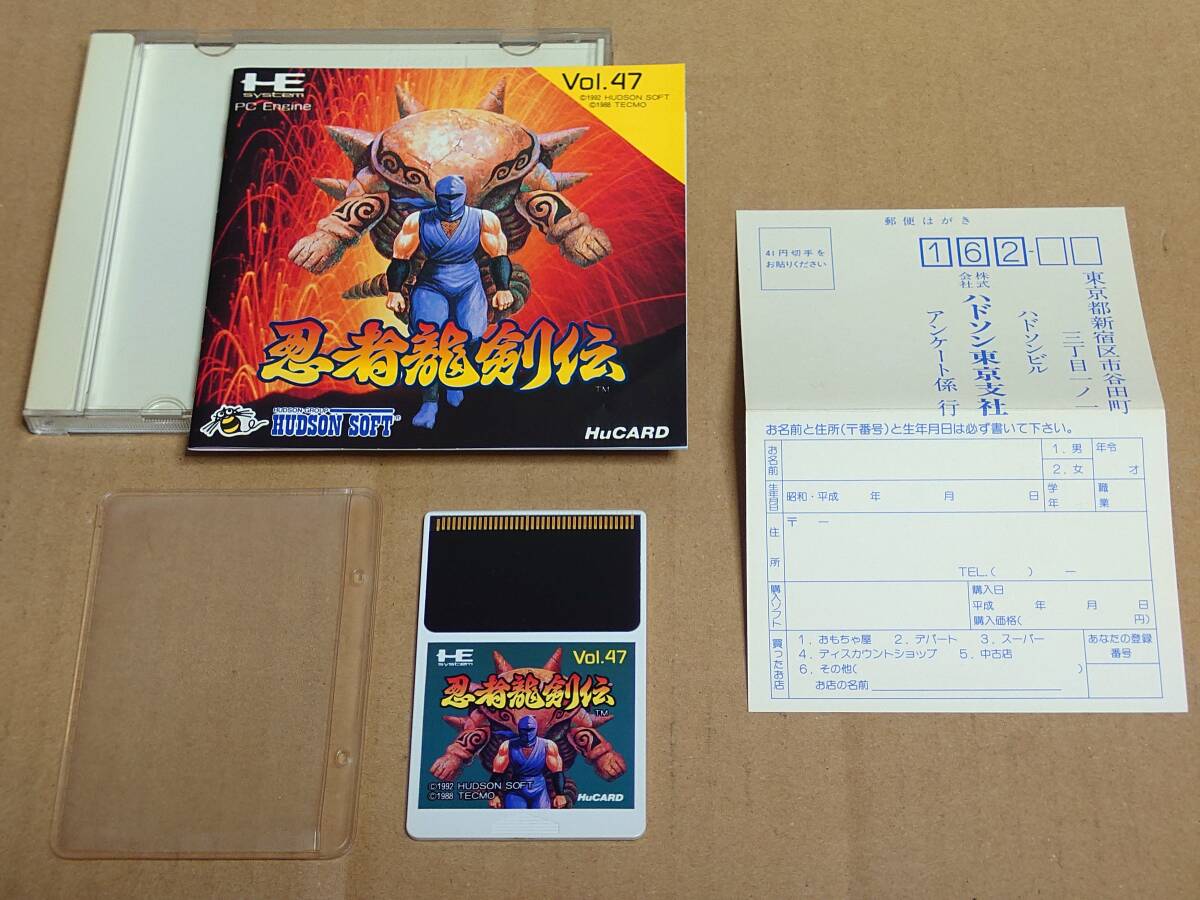 HE
system
PC Engine
Vol.47
©1992 HUDSON SOFT
©1988 TECMO
忍者龍剣伝
TM
HUDSON GROUP
HUDSON SOFT®
HuCARD
HE
system
Vol.47
忍者龍剣伝
TM
©1992 HUDSON SOFT
©1988 TECMO
HuCARD
郵便はがき
41円切手を
お貼りください
162-
東京都新宿区市谷田町
三丁目一ノ一
ハドソンビル
株式会社 ハドソン東京支社
アンケート係 行
お名前と住所(〒番号)と生年月日は必ず書いて下さい。
お名前
1. 男
2. 女
年令
才
生年月日
昭和・平成 年 月 日
学年
職業
住所
〒 -
TEL.( ) -
購入ソフト
購入日
平成 年 月 日
購入価格( 円)
買ったお店
1. おもちゃ屋 2. デパート 3. スーパー
4. ディスカウントショップ 5. 中古店
6. その他( )
お店の名前
あなたの登録
番号